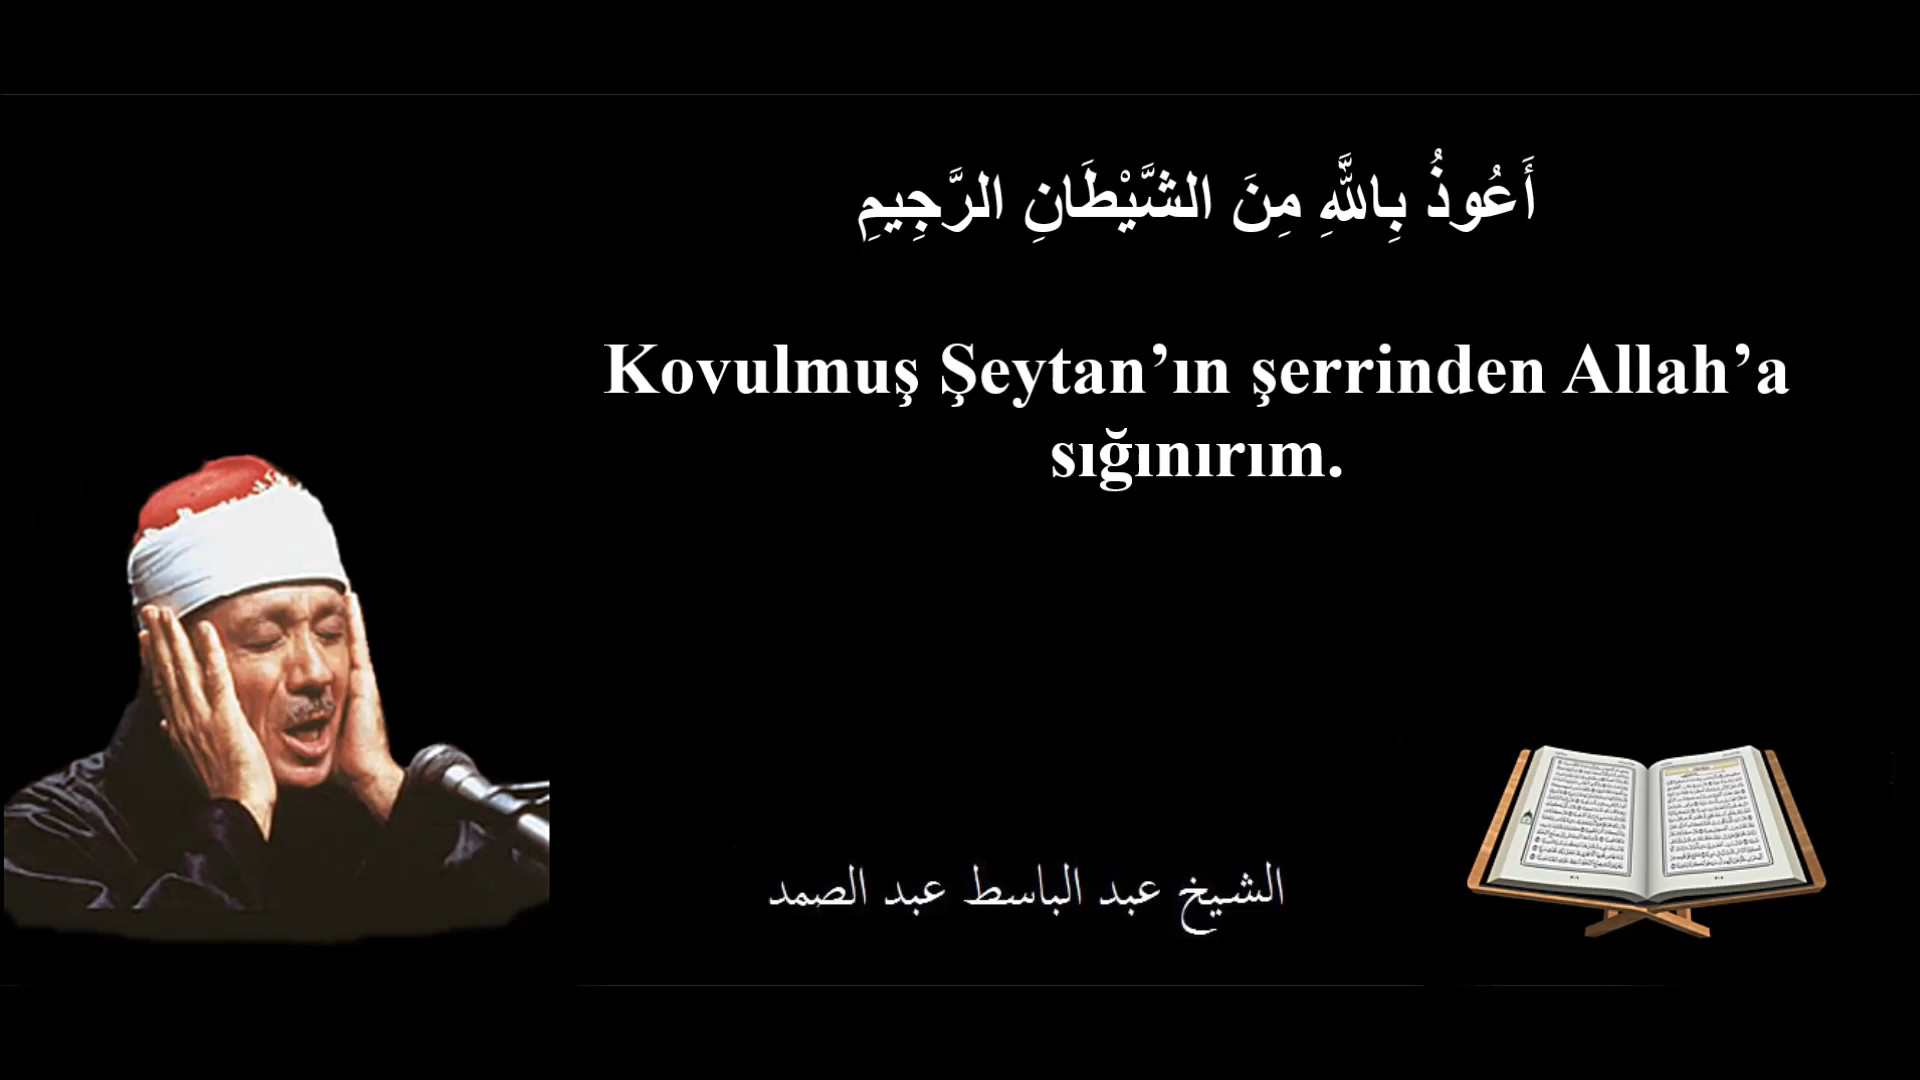 أَعُوذُ بِاللَّهِ مِنَ الشَّيْطَانِ الرَّجِيمِ
Kovulmuş Şeytan’ın şerrinden Allah’a
sığınırım.
الشيخ عبد الباسط عبد الصمد